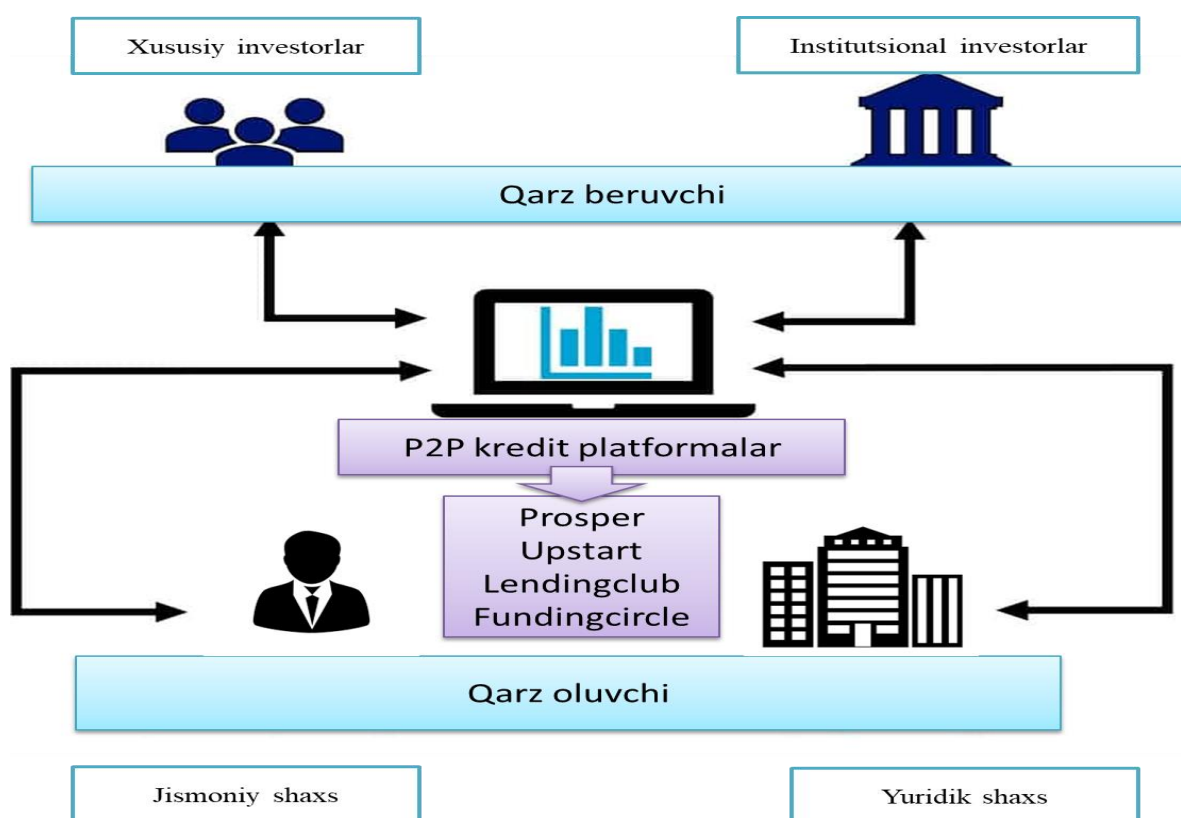 Xususiy investorlar
Institutsional investorlar
Qarz beruvchi
P2P kredit platformalar
Prosper
Upstart
Lendingclub
Fundingcircle
Qarz oluvchi
Jismoniy shaxs
Yuridik shaxs